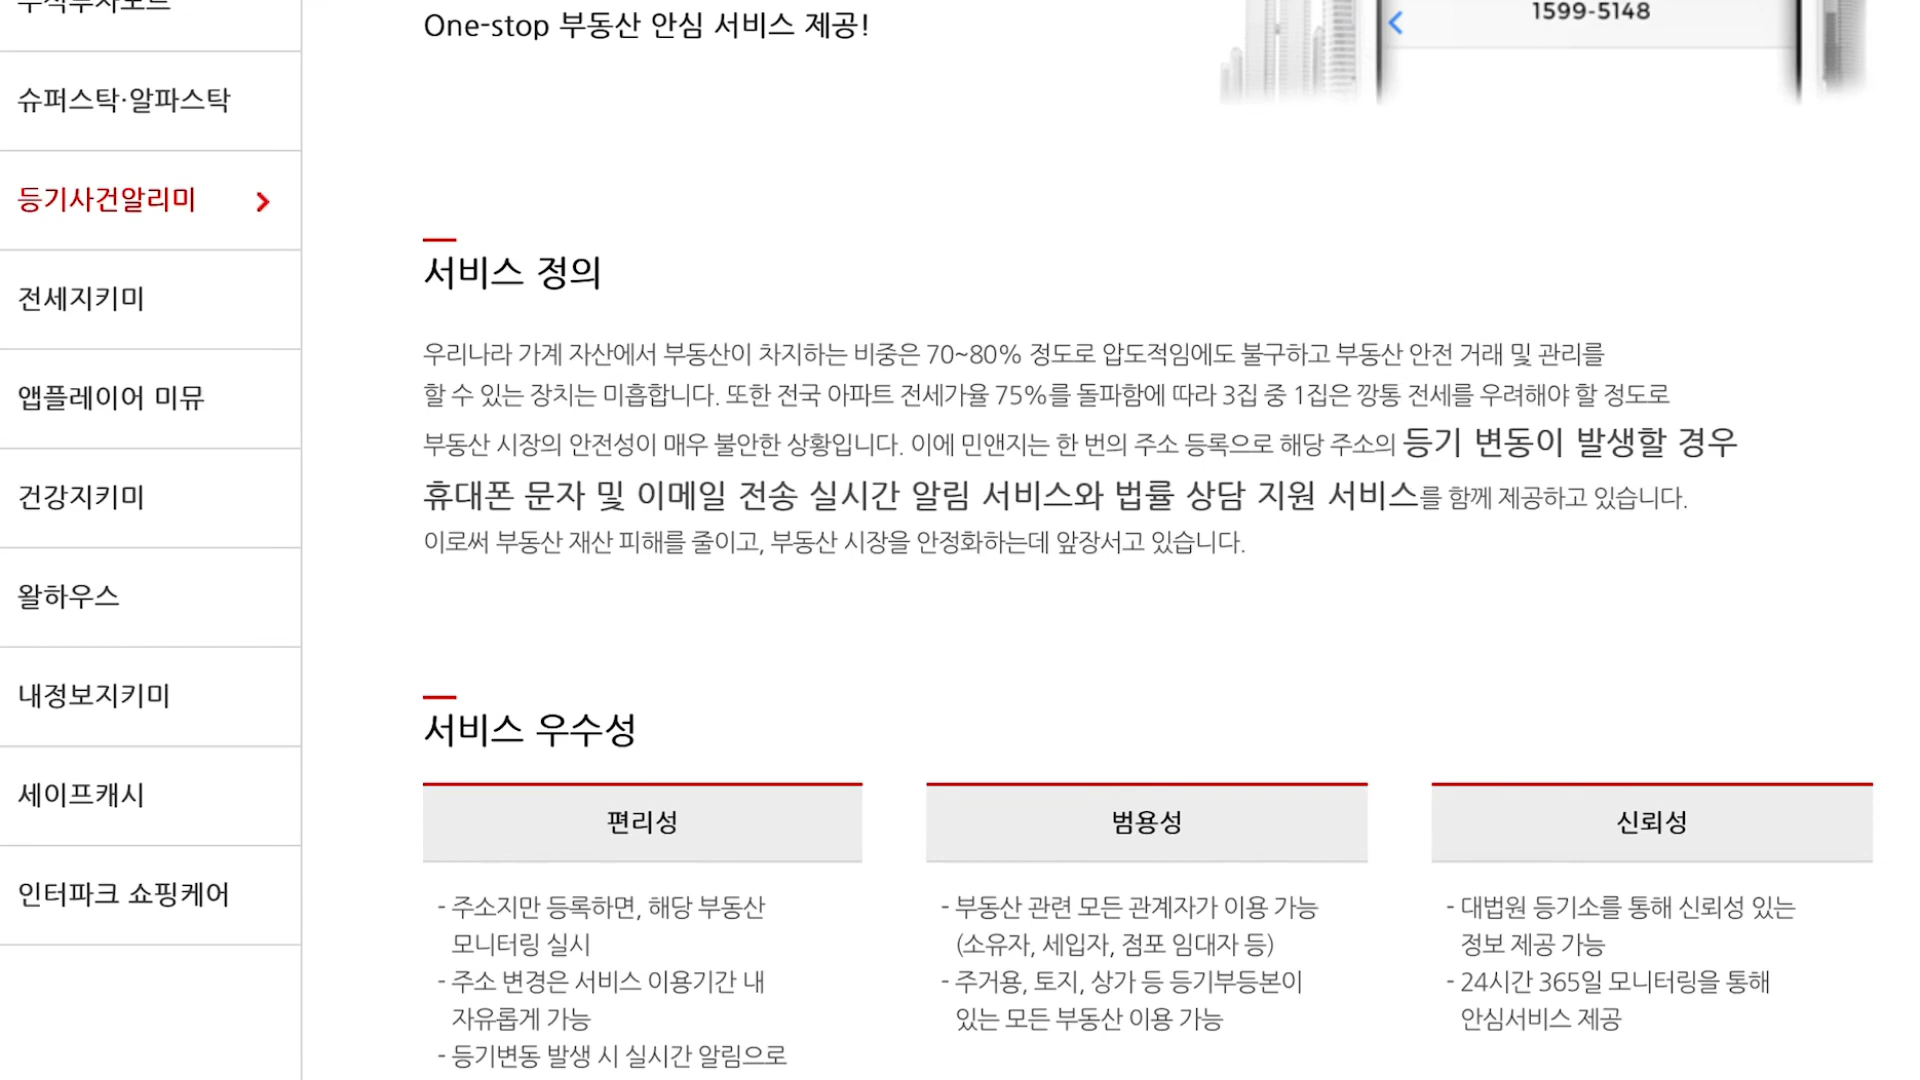 One-stop 부동산 안심 서비스 제공!
1599-5148
슈퍼스탁·알파스탁
등기사건알리미
전세지키미
앱플레이어 미뮤
건강지키미
왈하우스
내정보지키미
세이프캐시
인터파크 쇼핑케어
서비스 정의
우리나라 가계 자산에서 부동산이 차지하는 비중은 70~80% 정도로 압도적임에도 불구하고 부동산 안전 거래 및 관리를
할 수 있는 장치는 미흡합니다. 또한 전국 아파트 전세가율 75%를 돌파함에 따라 3집 중 1집은 깡통 전세를 우려해야 할 정도로
부동산 시장의 안전성이 매우 불안한 상황입니다. 이에 민앤지는 한 번의 주소 등록으로 해당 주소의 등기 변동이 발생할 경우
휴대폰 문자 및 이메일 전송 실시간 알림 서비스와 법률 상담 지원 서비스를 함께 제공하고 있습니다.
이로써 부동산 재산 피해를 줄이고, 부동산 시장을 안정화하는데 앞장서고 있습니다.
서비스 우수성
편리성
- 주소지만 등록하면, 해당 부동산
모니터링 실시
- 주소 변경은 서비스 이용기간 내
자유롭게 가능
- 등기변동 발생 시 실시간 알림으로
범용성
- 부동산 관련 모든 관계자가 이용 가능
(소유자, 세입자, 점포 임대자 등)
- 주거용, 토지, 상가 등 등기부등본이
있는 모든 부동산 이용 가능
신뢰성
- 대법원 등기소를 통해 신뢰성 있는
정보 제공 가능
- 24시간 365일 모니터링을 통해
안심서비스 제공